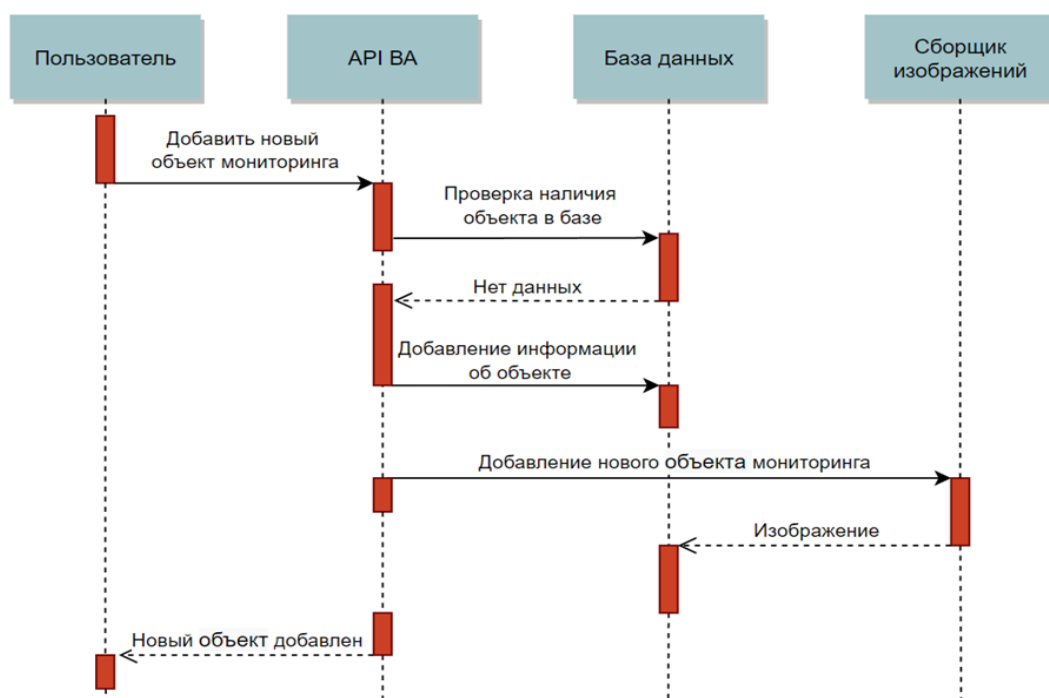 Пользователь
API BA
База данных
Сборщик
изображений
Добавить новый
объект мониторинга
Проверка наличия
объекта в базе
Нет данных
Добавление информации
об объекте
Добавление нового объекта мониторинга
Изображение
Новый объект добавлен